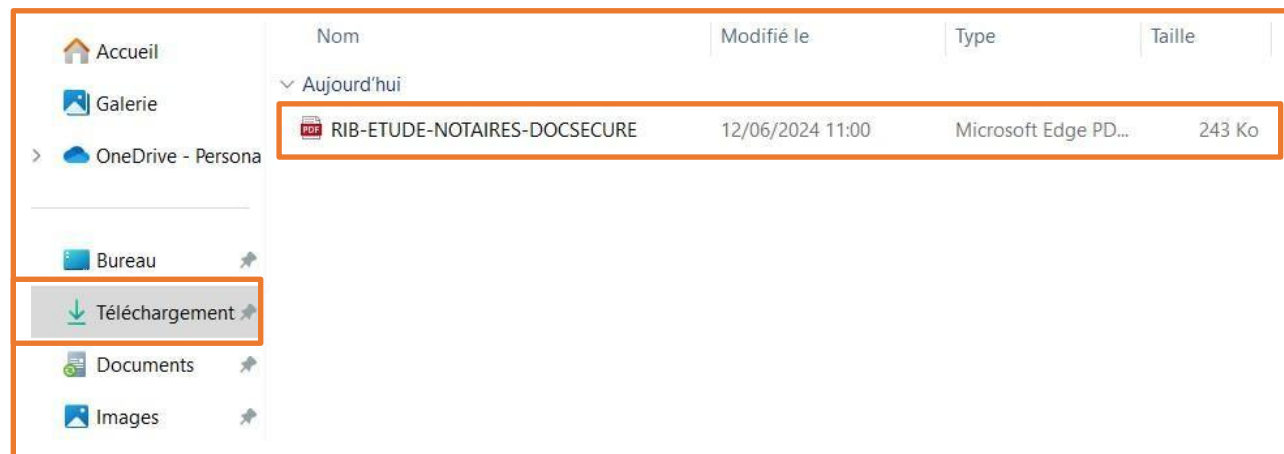 Nom Modifié le Type Taille
Accueil
Aujourd'hui
Galerie
PDF RIB-ETUDE-NOTAIRES-DOCSECURE 12/06/2024 11:00 Microsoft Edge PD... 243 Ko
OneDrive - Persona
Bureau
Téléchargement
Documents
Images